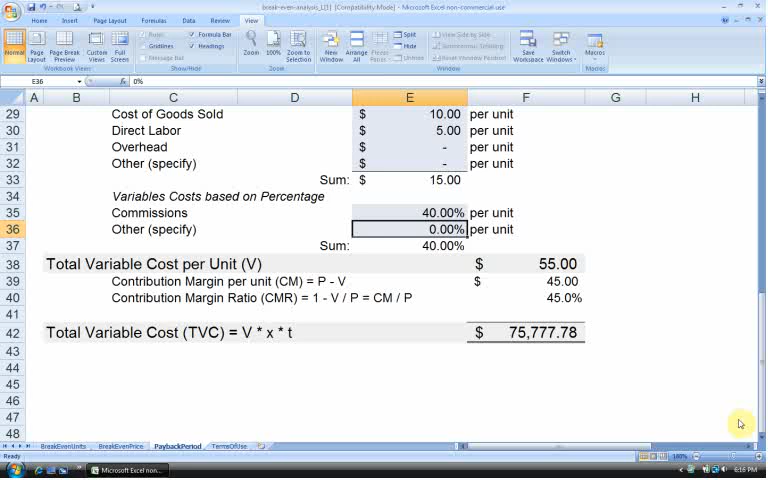 break-even-analysis_L[1] [Compatibility Mode] - Microsoft Excel non-commercial use
Home Insert Page Layout Formulas Data Review View
Normal Page Layout Page Break Preview Custom Views Full Screen
Ruler Formula Bar
Gridlines Headings
Message Bar
Zoom 100% Zoom to Selection
New Window Arrange All Freeze Panes
Split View Side by Side
Hide Synchronous Scrolling
Unhide Reset Window Position
Save Workspace Switch Windows Macros
Workbook Views Show/Hide Zoom Window Macros
E36 fx 0%
A B C D E F G H
29 Cost of Goods Sold $ 10.00 per unit
30 Direct Labor $ 5.00 per unit
31 Overhead $ - per unit
32 Other (specify) $ - per unit
33 Sum: $ 15.00
34 Variables Costs based on Percentage
35 Commissions 40.00% per unit
36 Other (specify) 0.00% per unit
37 Sum: 40.00%
38 Total Variable Cost per Unit (V) $ 55.00
39 Contribution Margin per unit (CM) = P - V $ 45.00
40 Contribution Margin Ratio (CMR) = 1 - V / P = CM / P 45.0%
41
42 Total Variable Cost (TVC) = V * x * t $ 75,777.78
43
44
45
46
47
48
BreakEvenUnits BreakEvenPrice PaybackPeriod TermsOfUse
Ready 180%
Microsoft Excel non... 6:16 PM